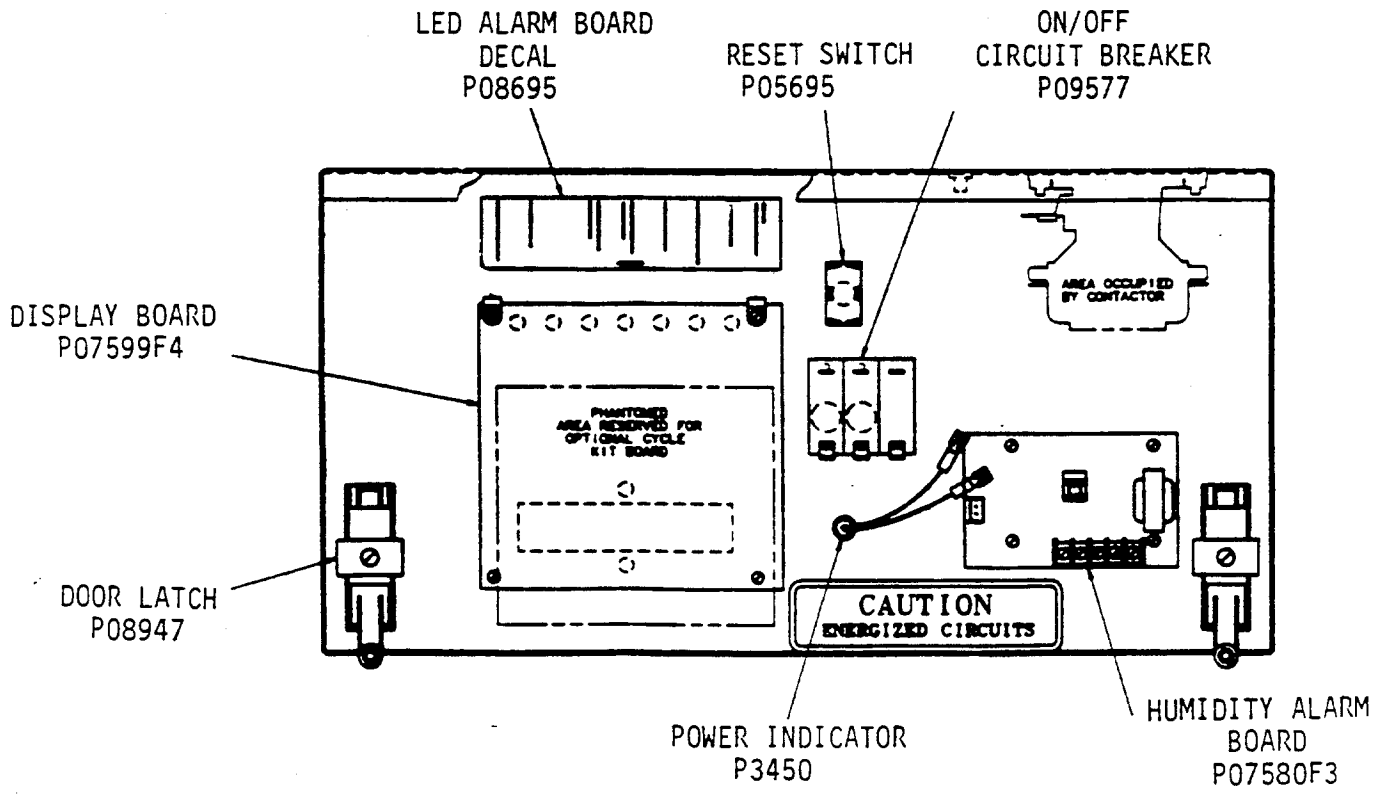 LED ALARM BOARD
DECAL
P08695
RESET SWITCH
P05695
ON/OFF
CIRCUIT BREAKER
P09577
AREA OCCUPIED
BY CONTACTOR
DISPLAY BOARD
P07599F4
PHANTOMED
AREA RESERVED FOR
OPTIONAL CYCLE
KIT BOARD
DOOR LATCH
P08947
CAUTION
ENERGIZED CIRCUITS
POWER INDICATOR
P3450
HUMIDITY ALARM
BOARD
P07580F3